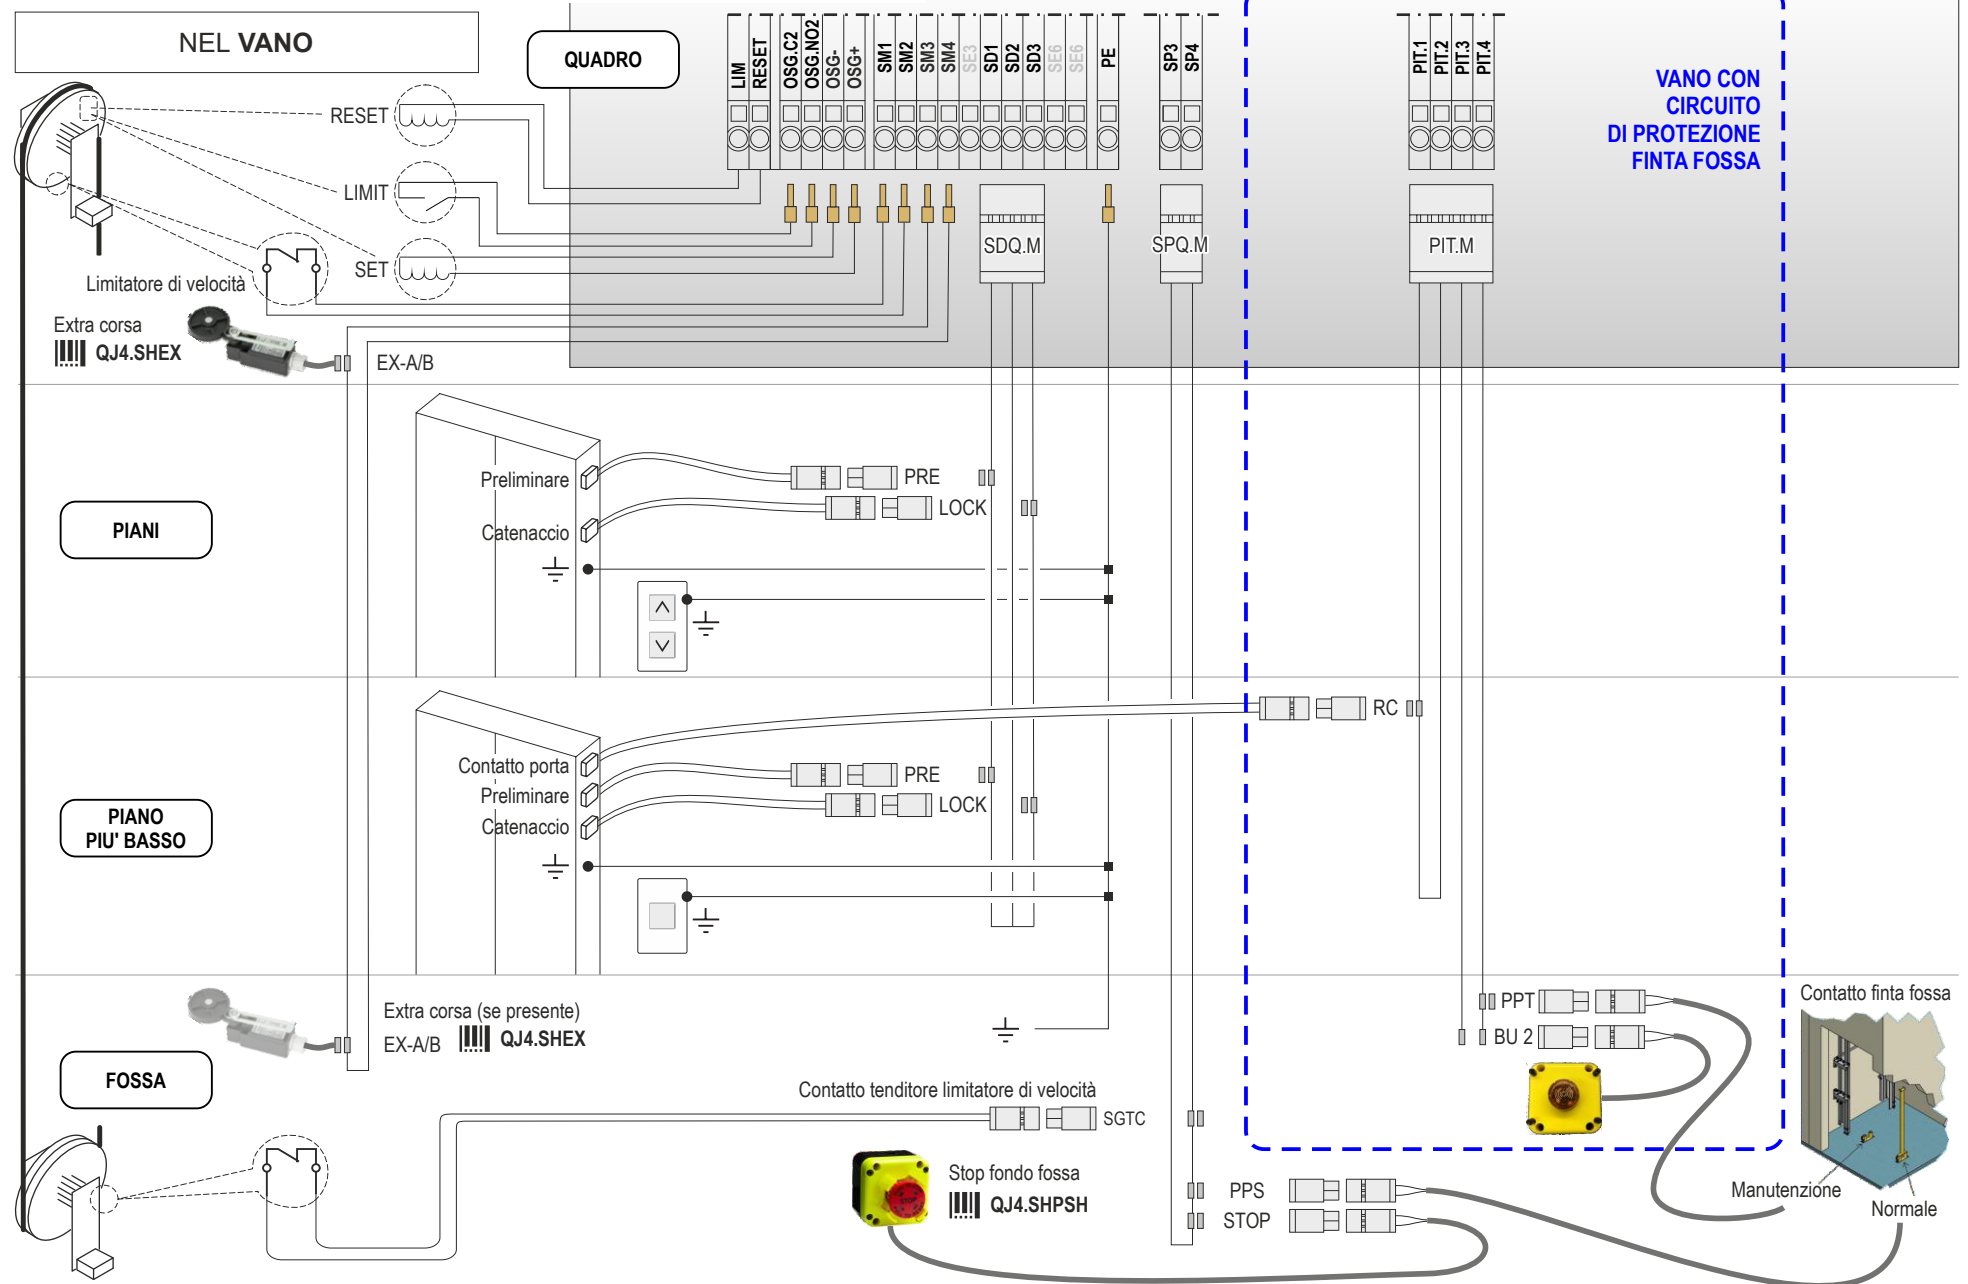 NEL VANO
QUADRO
LIM
RESET
OSG.C2
OSG.NO2
OSG-
OSG+
SM1
SM2
SM3
SM4
SE3
SD1
SD2
SD3
SE6
SE6
PE
SP3
SP4
PIT.1
PIT.2
PIT.3
PIT.4
VANO CON
CIRCUITO
DI PROTEZIONE
FINTA FOSSA
RESET
LIMIT
SET
SDQ.M
SPQ.M
PIT.M
Limitatore di velocità
Extra corsa
QJ4.SHEX
EX-A/B
PIANI
Preliminare
PRE
LOCK
Catenaccio
PIANO
PIU' BASSO
RC
Contatto porta
PRE
Preliminare
LOCK
Catenaccio
FOSSA
Extra corsa (se presente)
EX-A/B
QJ4.SHEX
PPT
BU 2
Contatto finta fossa
Contatto tenditore limitatore di velocità
SGTC
Stop fondo fossa
QJ4.SHPSH
STOP
PPS
STOP
Manutenzione
Normale